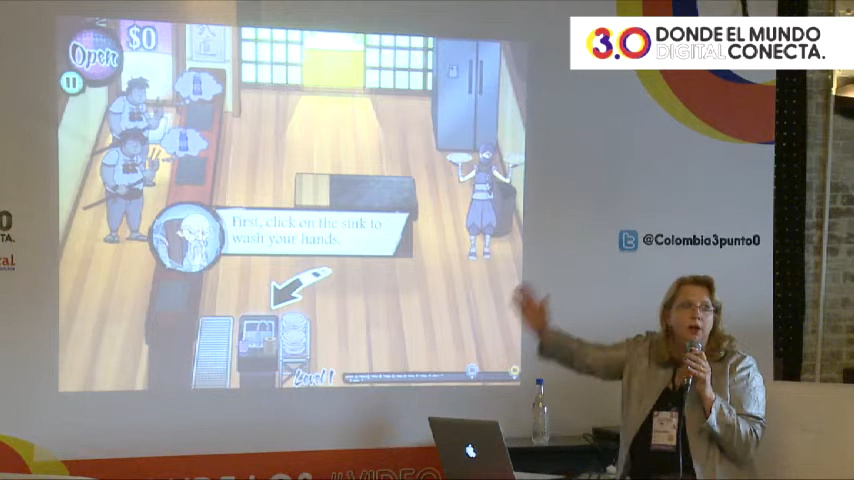 3.0 DONDE EL MUNDO
DIGITAL CONECTA.
Open
$0
First, click on the sink to
wash your hands.
Level 1
@Colombia3punto0